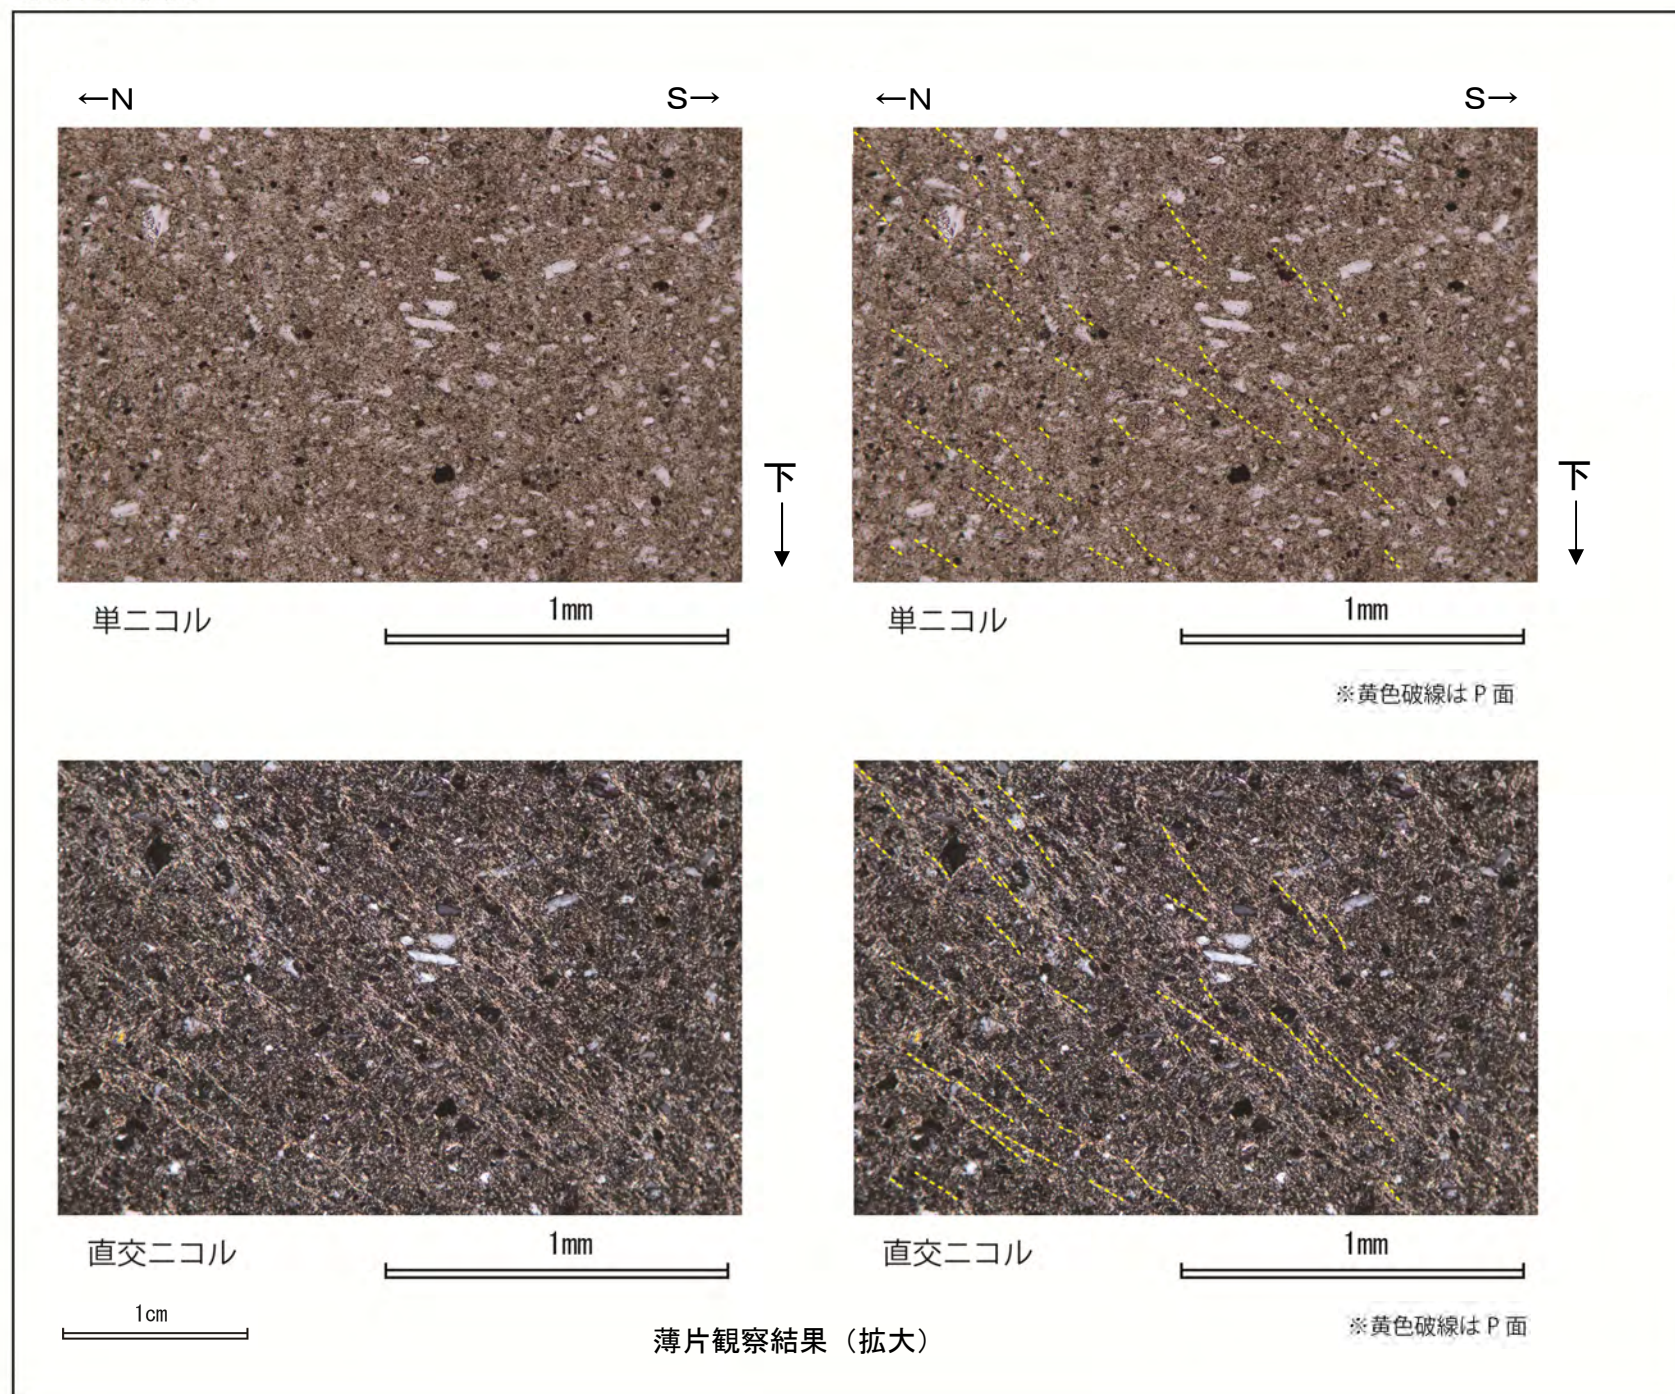 ←N S→ ←N S→
下 下
単ニコル 1mm 単ニコル 1mm
※黄色破線は P 面
直交ニコル 1mm 直交ニコル 1mm
1cm
薄片観察結果（拡大）
※黄色破線は P 面